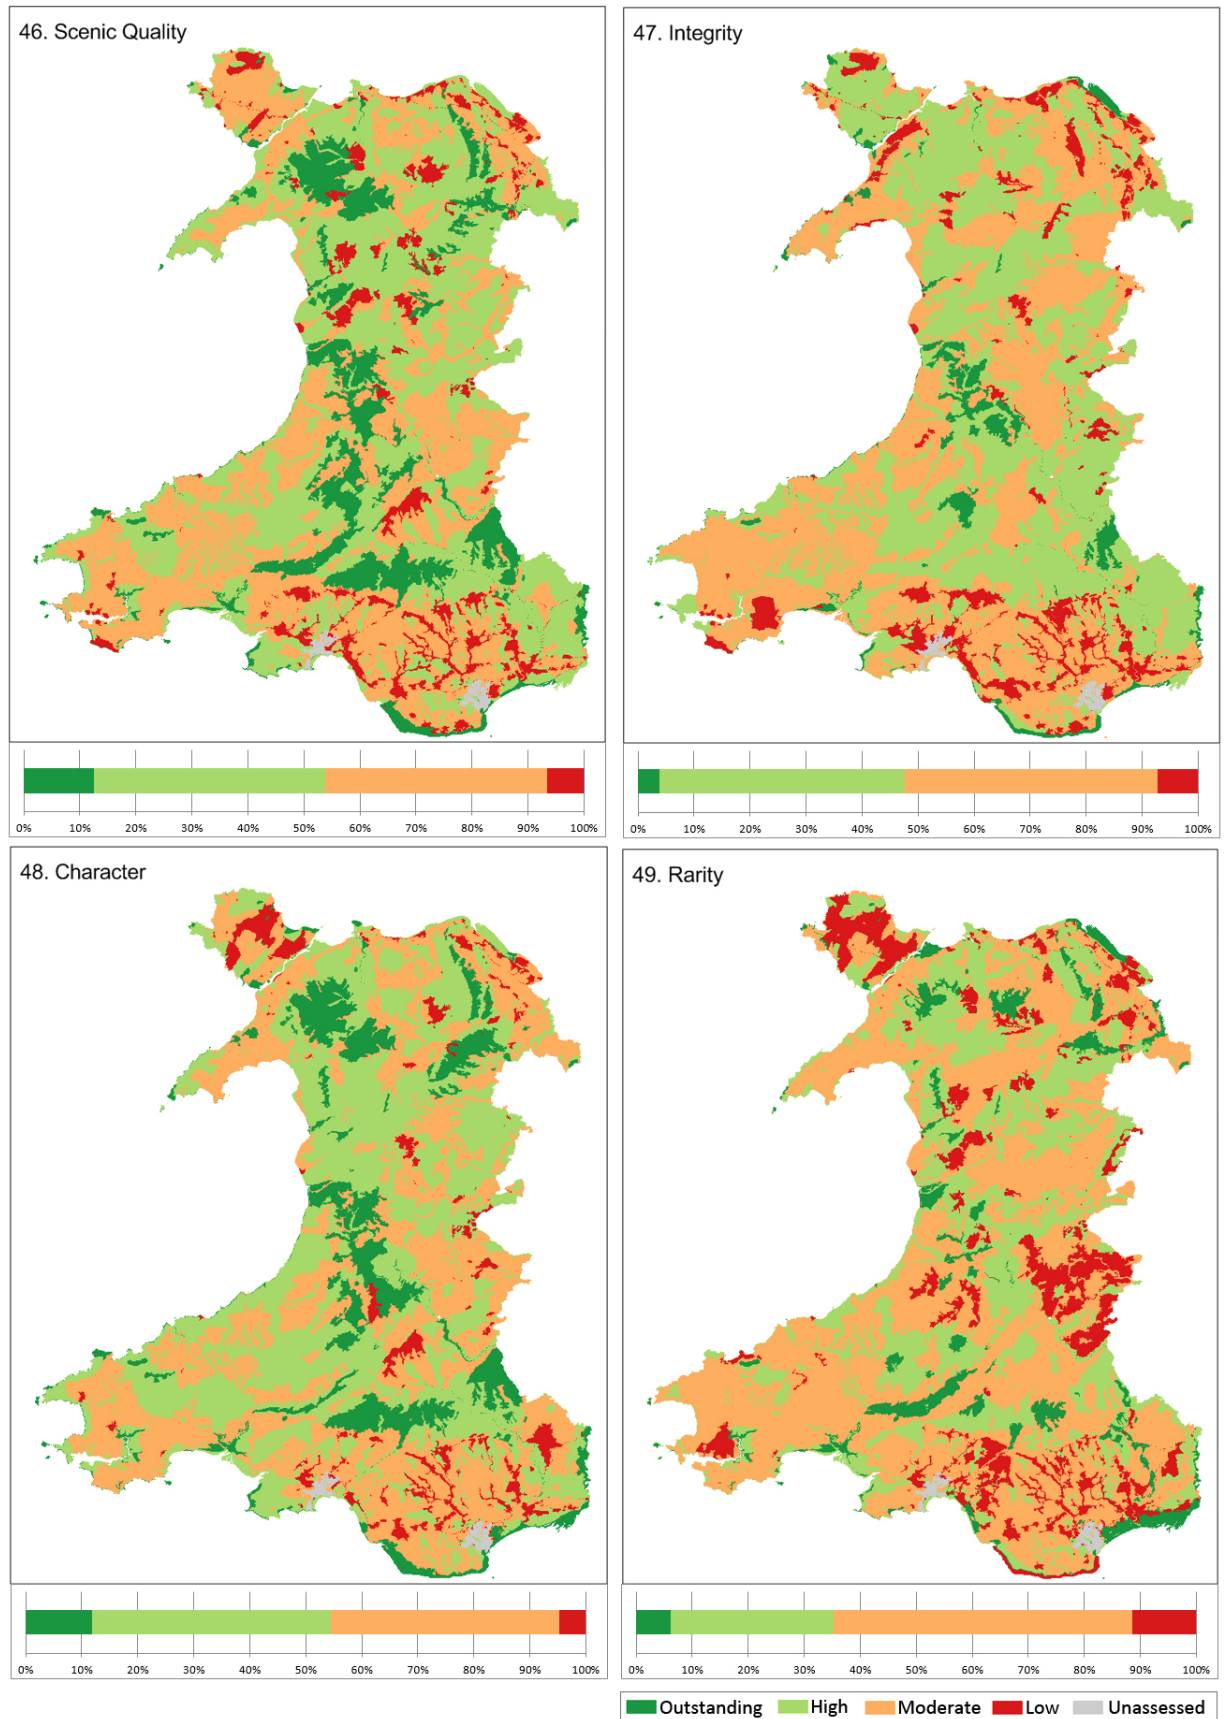 46. Scenic Quality
47. Integrity
0% 10% 20% 30% 40% 50% 60% 70% 80% 90% 100%
0% 10% 20% 30% 40% 50% 60% 70% 80% 90% 100%
48. Character
49. Rarity
0% 10% 20% 30% 40% 50% 60% 70% 80% 90% 100%
0% 10% 20% 30% 40% 50% 60% 70% 80% 90% 100%
Outstanding High Moderate Low Unassessed